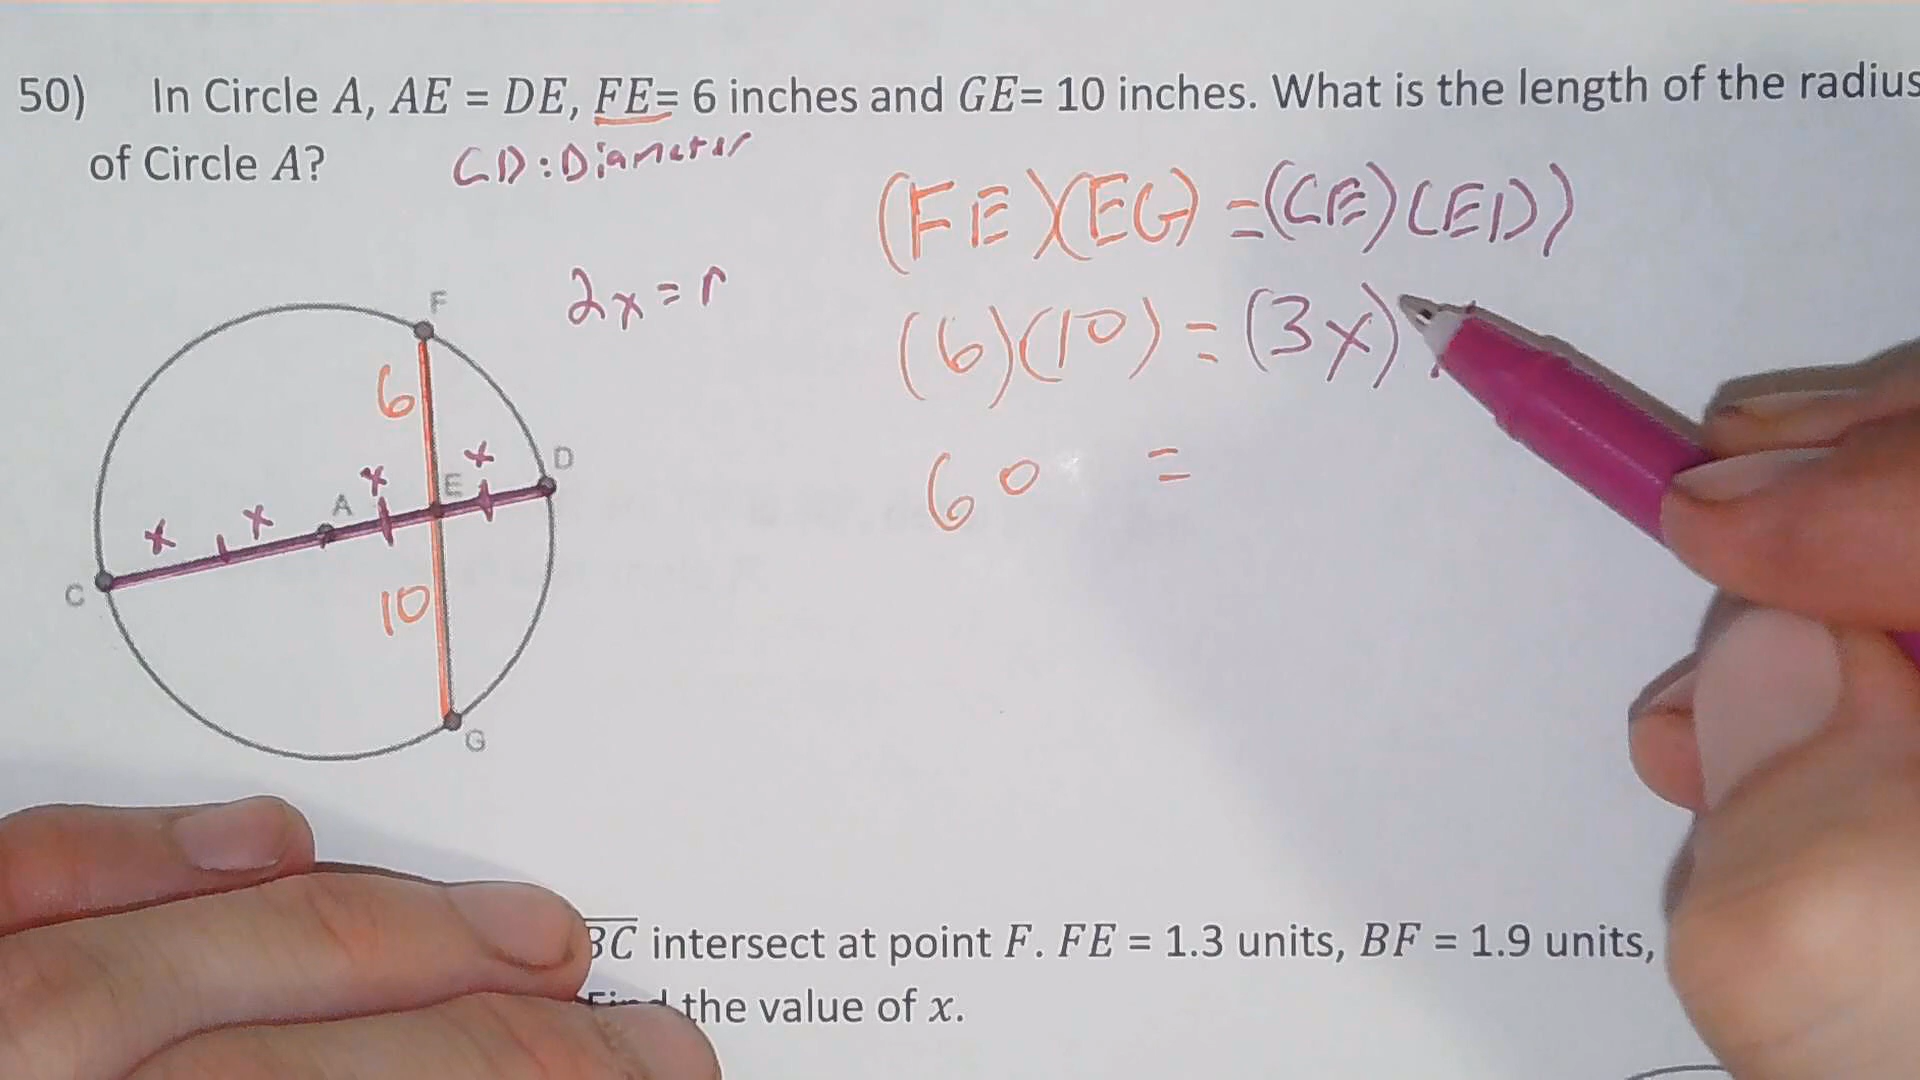 50) In Circle A, AE = DE, FE= 6 inches and GE= 10 inches. What is the length of the radius
of Circle A?
CD:Diameter
(FE)(EG)=(CE)(ED)
2x=r
(6)(10)=(3x)
60 =
F
6
x
D
x
E
A
x
x
C
10
G
BC intersect at point F. FE = 1.3 units, BF = 1.9 units,
the value of x.